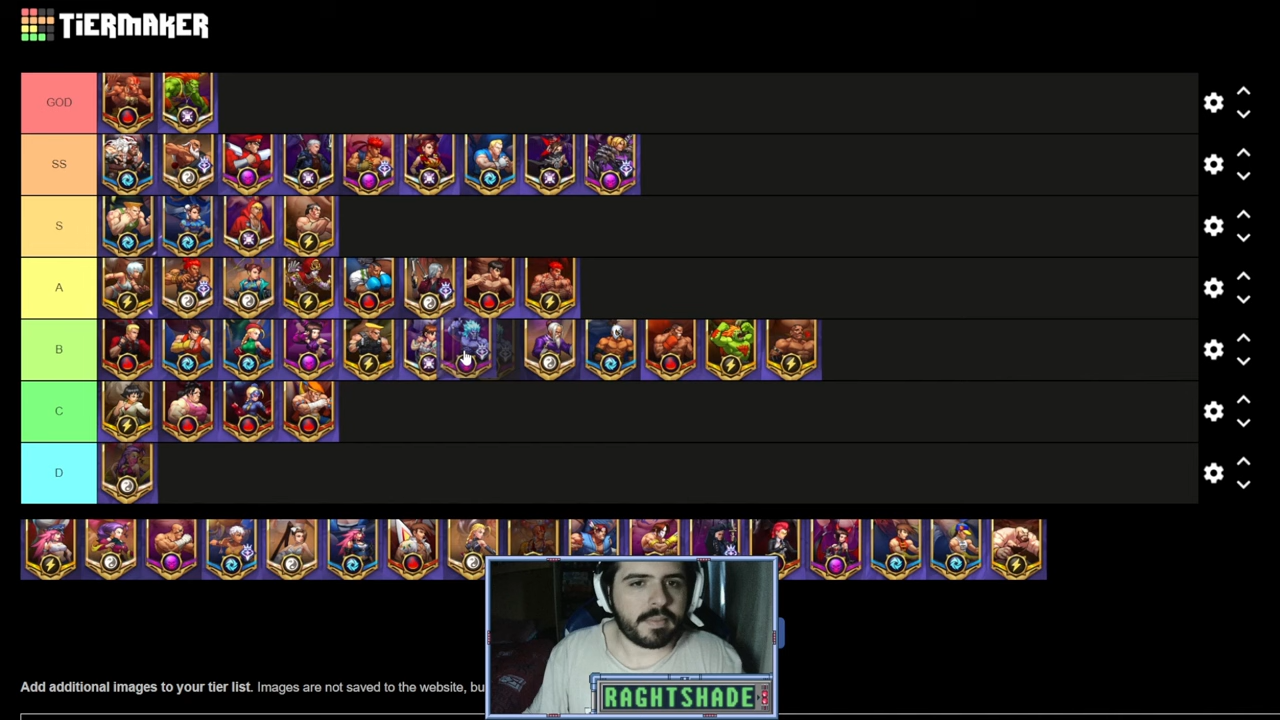 TIERMAKER
GOD
SS
S
A
B
C
D
Add additional images to your tier list. Images are not saved to the website, bu
RAGHTSHADE